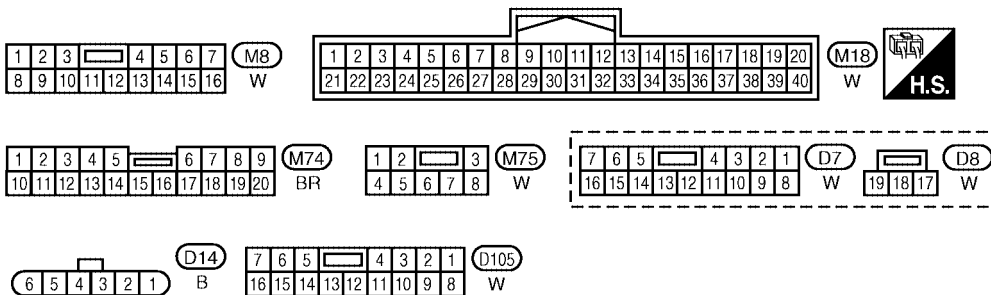 1 2 3 4 5 6 7 M8
8 9 10 11 12 13 14 15 16 W
1 2 3 4 5 6 7 8 9 10 11 12 13 14 15 16 17 18 19 20 M18
21 22 23 24 25 26 27 28 29 30 31 32 33 34 35 36 37 38 39 40 W
H.S.
1 2 3 4 5 6 7 8 9 M74
10 11 12 13 14 15 16 17 18 19 20 BR
1 2 3 M75
4 5 6 7 8 W
7 6 5 4 3 2 1 D7
16 15 14 13 12 11 10 9 8 W
D8
19 18 17 W
D14
6 5 4 3 2 1 B
7 6 5 4 3 2 1 D105
16 15 14 13 12 11 10 9 8 W